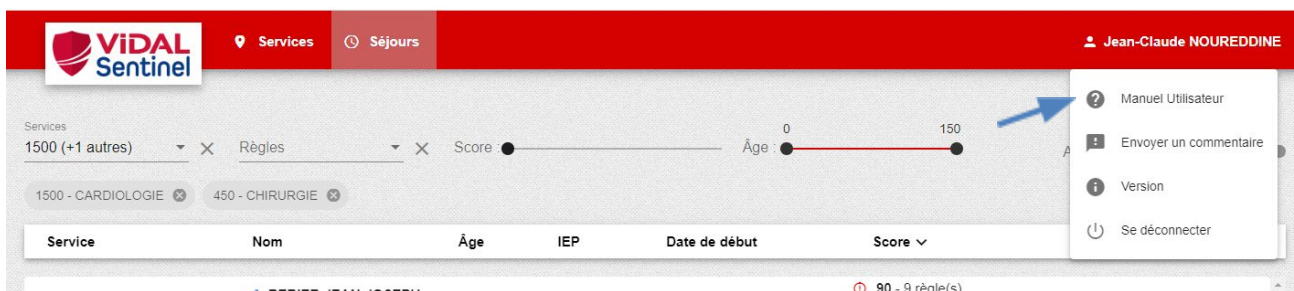 ViDAL
Sentinel
Services
Séjours
Jean-Claude NOUREDDINE
Manuel Utilisateur
Envoyer un commentaire
Version
Se déconnecter
Services
1500 (+1 autres)
Règles
Score :
Âge :
0
150
A
1500 - CARDIOLOGIE
450 - CHIRURGIE
Service Nom Âge IEP Date de début Score
90 - 9 règle(s)